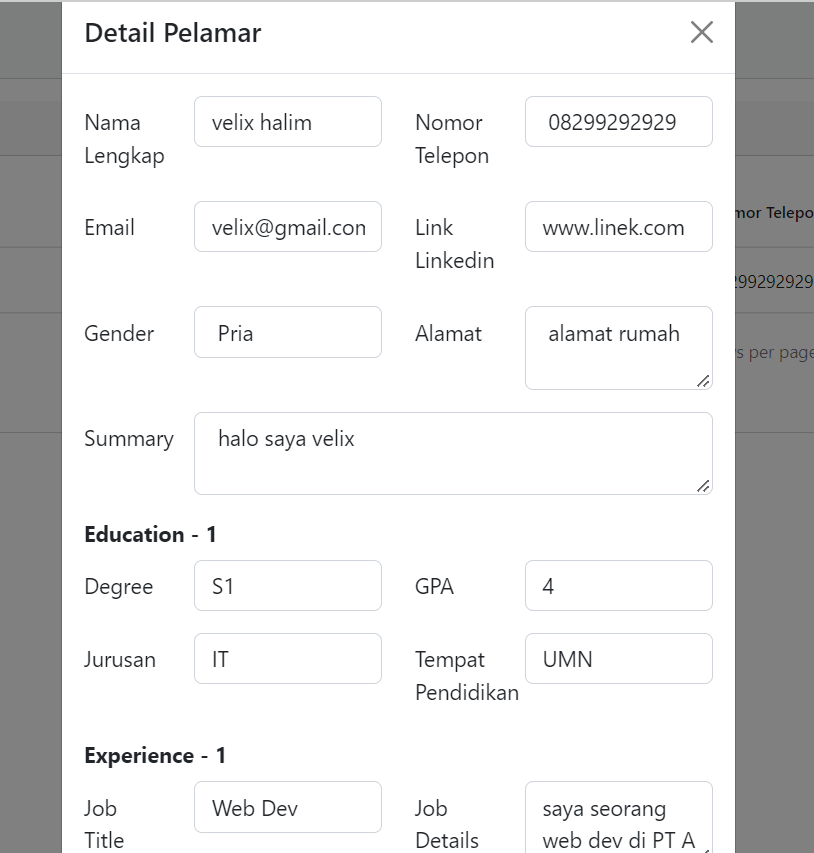 Detail Pelamar
Nama Lengkap
velix halim
Nomor Telepon
08299292929
Email
velix@gmail.con
Link Linkedin
www.linek.com
Gender
Pria
Alamat
alamat rumah
Summary
halo saya velix
Education - 1
Degree
S1
GPA
4
Jurusan
IT
Tempat Pendidikan
UMN
Experience - 1
Job Title
Web Dev
Job Details
saya seorang
web dev di PT A
mor Telepo
299292929
s per page